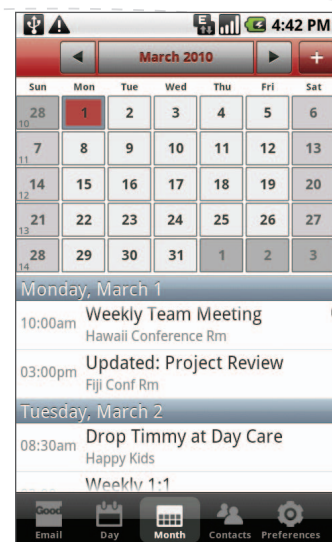 E 4:42 PM
March 2010 +
Sun Mon Tue Wed Thu Fri Sat
28 1 2 3 4 5 6
10
7 8 9 10 11 12 13
11
14 15 16 17 18 19 20
12
21 22 23 24 25 26 27
13
28 29 30 31 1 2 3
14
Monday, March 1
10:00am Weekly Team Meeting
Hawaii Conference Rm
03:00pm Updated: Project Review
Fiji Conf Rm
Tuesday, March 2
08:30am Drop Timmy at Day Care
Happy Kids
Weekly 1:1
Good
Email Day Month Contacts Preferences